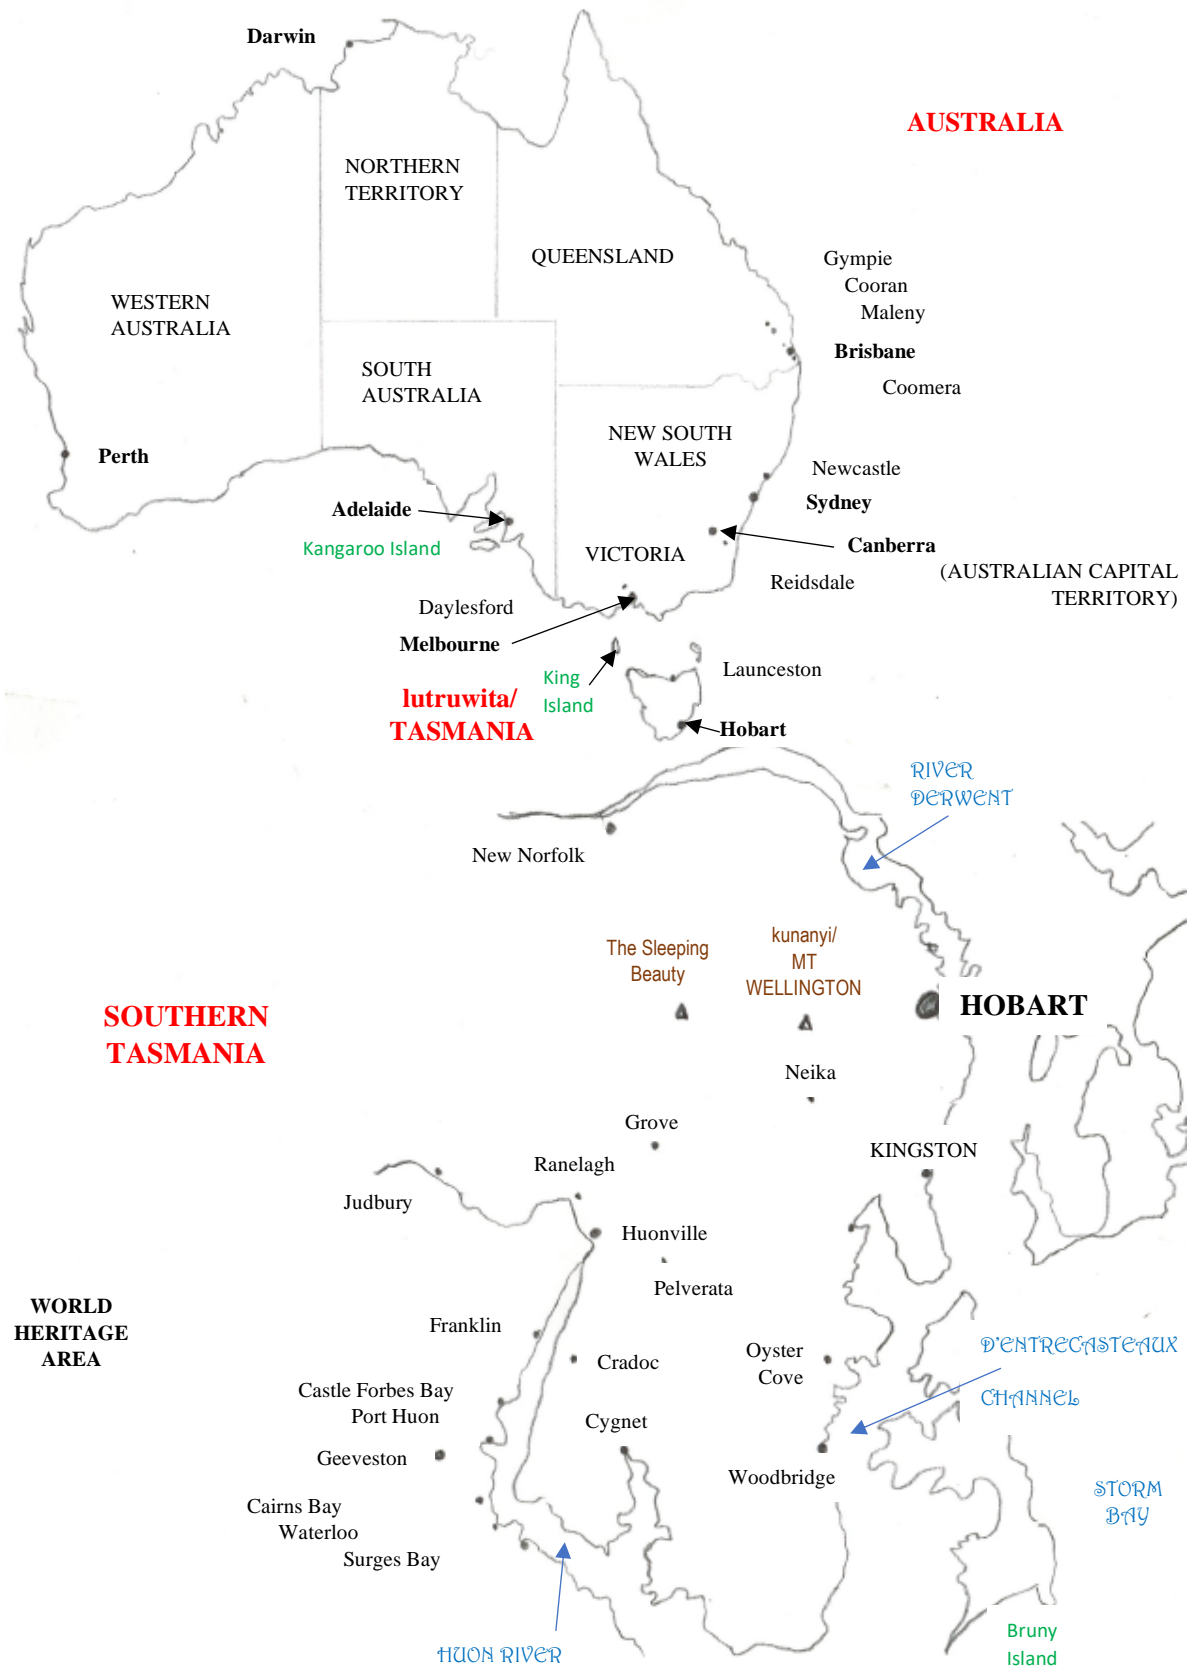 Darwin
AUSTRALIA
NORTHERN
TERRITORY
QUEENSLAND
Gympie
Cooran
Maleny
WESTERN
AUSTRALIA
Brisbane
SOUTH
AUSTRALIA
Coomera
NEW SOUTH
WALES
Perth
Newcastle
Sydney
Adelaide
Kangaroo Island
VICTORIA
Canberra
(AUSTRALIAN CAPITAL
TERRITORY)
Reidsdale
Daylesford
Melbourne
King
Island
Launceston
lutruwita/
TASMANIA
Hobart
RIVER
DERWENT
New Norfolk
The Sleeping
Beauty
kunanyi/
MT
WELLINGTON
SOUTHERN
TASMANIA
HOBART
Neika
Grove
KINGSTON
Ranelagh
Judbury
Huonville
Pelverata
WORLD
HERITAGE
AREA
Franklin
Cradoc
Oyster
Cove
D'ENTRECASTEAUX
CHANNEL
Castle Forbes Bay
Port Huon
Cygnet
Geeveston
Woodbridge
STORM
BAY
Cairns Bay
Waterloo
Surges Bay
HUON RIVER
Bruny
Island